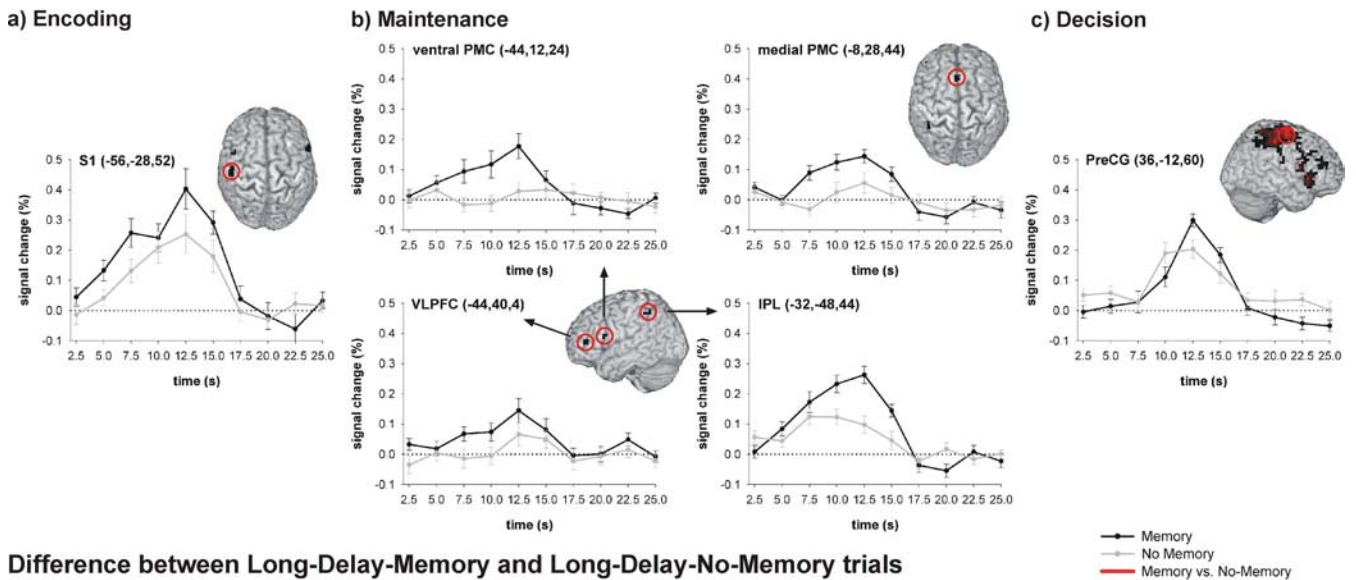 a) Encoding
b) Maintenance
c) Decision
S1 (-56,-28,52)
signal change (%)
0.5
0.4
0.3
0.2
0.1
0.0
-0.1
2.5 5.0 7.5 10.0 12.5 15.0 17.5 20.0 22.5 25.0
time (s)
ventral PMC (-44,12,24)
signal change (%)
0.5
0.4
0.3
0.2
0.1
0.0
-0.1
2.5 5.0 7.5 10.0 12.5 15.0 17.5 20.0 22.5 25.0
time (s)
medial PMC (-8,28,44)
signal change (%)
0.5
0.4
0.3
0.2
0.1
0.0
-0.1
2.5 5.0 7.5 10.0 12.5 15.0 17.5 20.0 22.5 25.0
time (s)
VLPFC (-44,40,4)
signal change (%)
0.5
0.4
0.3
0.2
0.1
0.0
-0.1
2.5 5.0 7.5 10.0 12.5 15.0 17.5 20.0 22.5 25.0
time (s)
IPL (-32,-48,44)
signal change (%)
0.5
0.4
0.3
0.2
0.1
0.0
-0.1
2.5 5.0 7.5 10.0 12.5 15.0 17.5 20.0 22.5 25.0
time (s)
PreCG (36,-12,60)
signal change (%)
0.5
0.4
0.3
0.2
0.1
0.0
-0.1
2.5 5.0 7.5 10.0 12.5 15.0 17.5 20.0 22.5 25.0
time (s)
Memory
No Memory
Memory vs. No-Memory
Difference between Long-Delay-Memory and Long-Delay-No-Memory trials